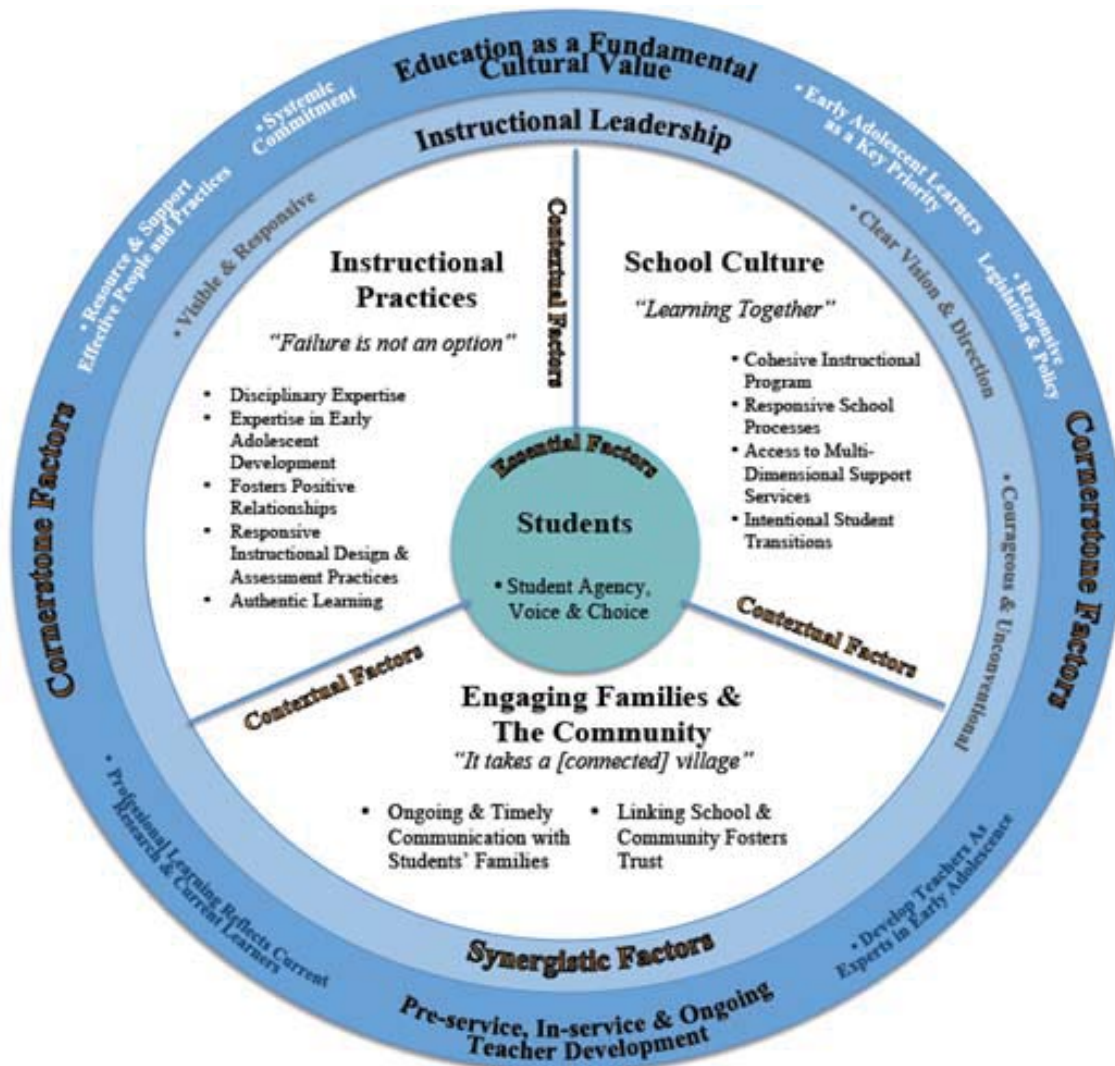 Education as a Fundamental
Cultural Value
• Systemic
Commitment
• Resource & Support
Effective People and Practices
• Early Adolescent Learners
as a Key Priority
• Responsive
Legislation & Policy
Cornerstone Factors
Cornerstone Factors
Instructional Leadership
• Visible & Responsive
• Clear Vision & Direction
• Courageous & Unconventional
Contextual Factors
Instructional
Practices
"Failure is not an option"
• Disciplinary Expertise
• Expertise in Early
Adolescent
Development
• Fosters Positive
Relationships
• Responsive
Instructional Design &
Assessment Practices
• Authentic Learning
School Culture
"Learning Together"
• Cohesive Instructional
Program
• Responsive School
Processes
• Access to Multi-
Dimensional Support
Services
• Intentional Student
Transitions
Essential Factors
Students
• Student Agency,
Voice & Choice
Contextual Factors
Contextual Factors
Engaging Families &
The Community
"It takes a [connected] village"
• Ongoing & Timely
Communication with
Students' Families
• Linking School &
Community Fosters
Trust
Synergistic Factors
• Professional Learning Reflects Current
Research & Current Learners
• Develop Teachers As
Experts in Early Adolescence
Pre-service, In-service & Ongoing
Teacher Development